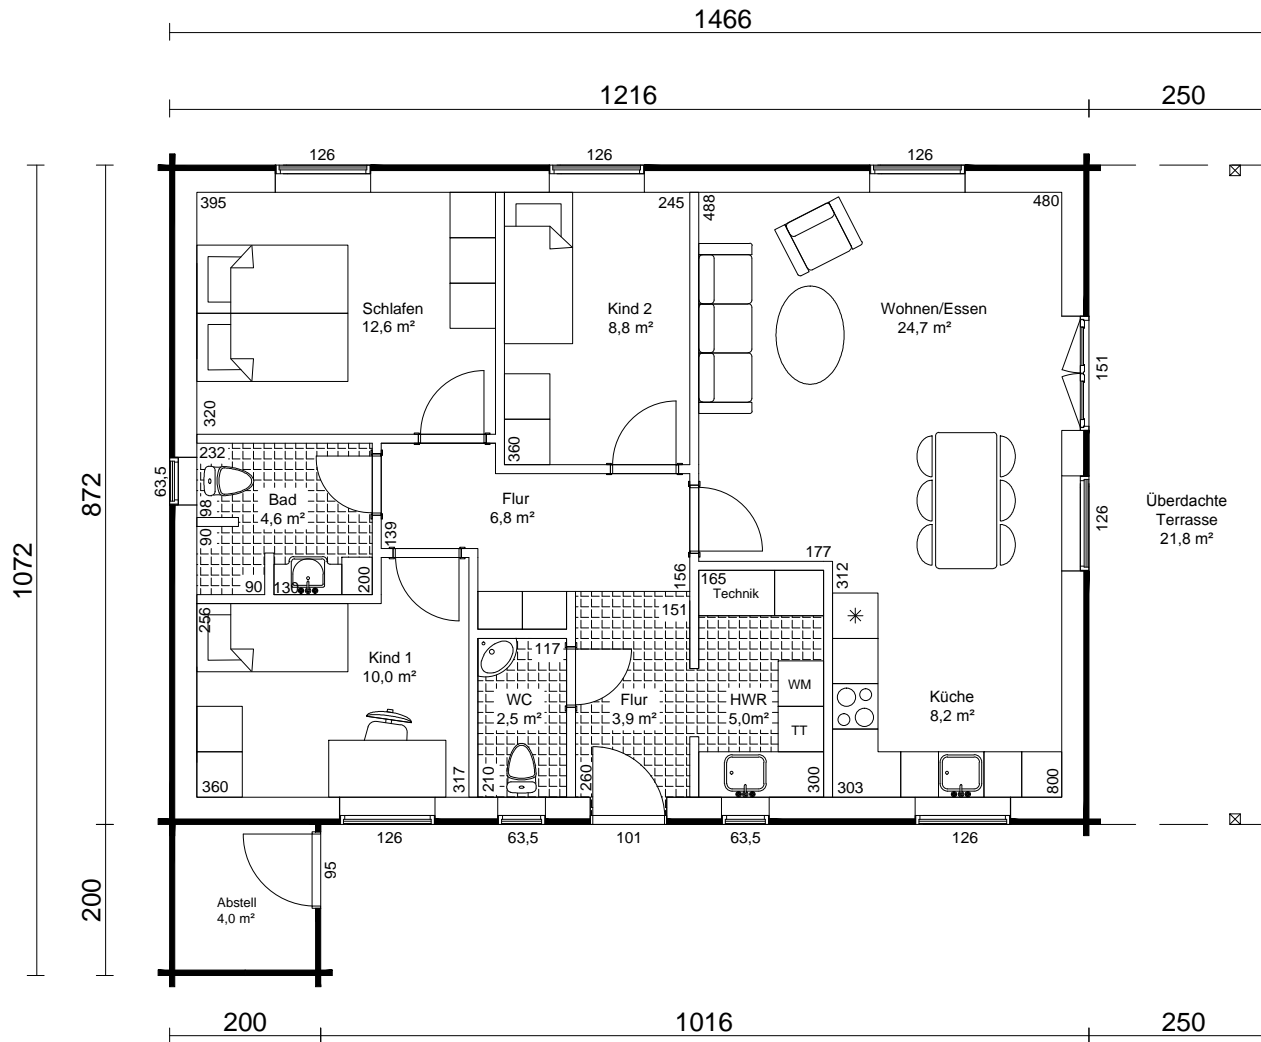 1466
1216
250
126
126
126
395
245
488
480
Schlafen
12,6 m²
Kind 2
8,8 m²
Wohnen/Essen
24,7 m²
151
320
360
232
63,5
98
Bad
4,6 m²
90
139
Flur
6,8 m²
126
Überdachte
Terrasse
21,8 m²
872
1072
177
312
156
165
Technik
90
130
200
151
256
117
Kind 1
10,0 m²
WC
2,5 m²
Flur
3,9 m²
HWR
5,0m²
WM
TT
Küche
8,2 m²
360
317
210
260
300
303
800
126
63,5
101
63,5
126
95
200
Abstell
4,0 m²
200
1016
250